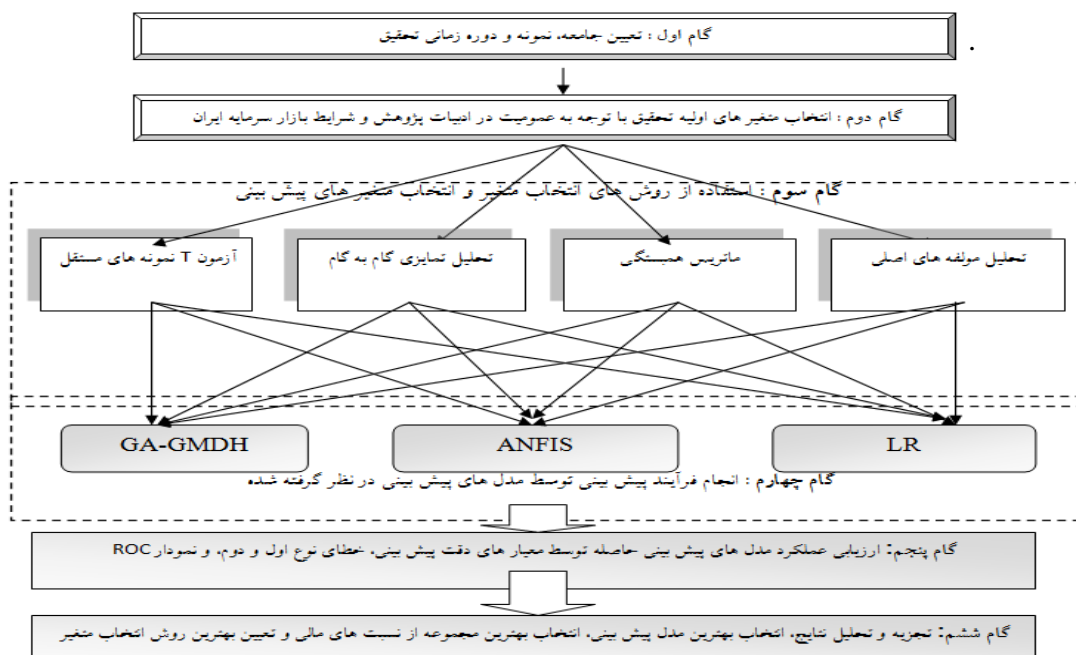 گام اول : تعیین جامعه، نمونه و دوره زمانی تحقیق
گام دوم : انتخاب متغیر های اولیه تحقیق با توجه به عمومیت در ادبیات پژوهش و شرایط بازار سرمایه ایران
گام سوم : استفاده از روش های انتخاب متغیر و انتخاب متغیر های پیش بینی
تحلیل مولفه های اصلی
ماتریس همبستگی
تحلیل تمایزی گام به گام
آزمون T نمونه های مستقل
LR
ANFIS
GA-GMDH
گام چهارم : انجام فرآیند پیش بینی توسط مدل های پیش بینی در نظر گرفته شده
گام پنجم: ارزیابی عملکرد مدل های پیش بینی حاصله توسط معیار های دقت پیش بینی، خطای نوع اول و دوم، و نمودار ROC
گام ششم: تجزیه و تحلیل نتایج، انتخاب بهترین مدل پیش بینی، انتخاب بهترین مجموعه از نسبت های مالی و تعیین بهترین روش انتخاب متغیر